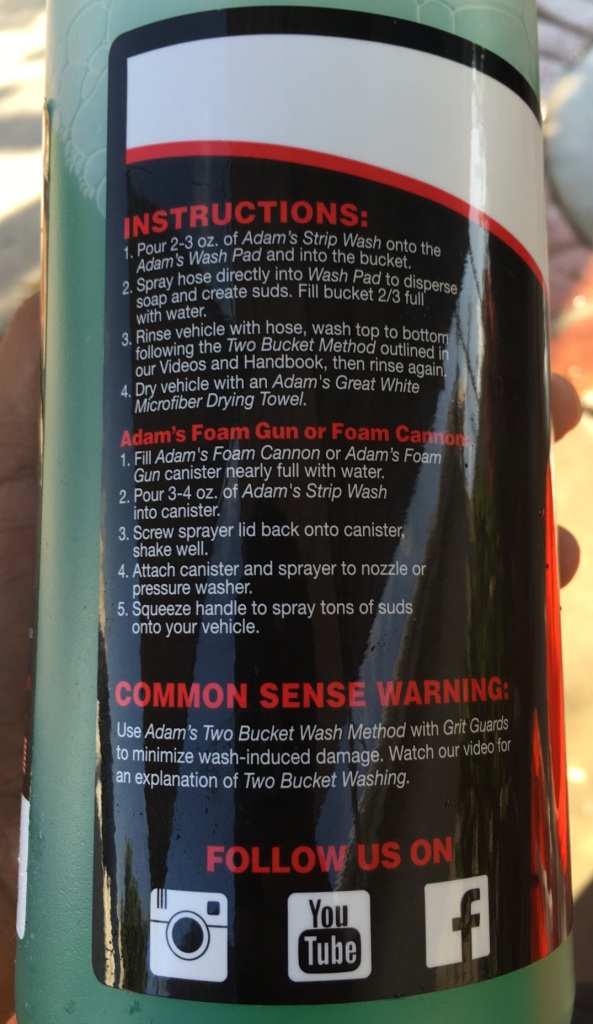 INSTRUCTIONS:
1. Pour 2-3 oz. of Adam's Strip Wash onto the
Adam's Wash Pad and into the bucket.
2. Spray hose directly into Wash Pad to disperse
soap and create suds. Fill bucket 2/3 full
with water.
3. Rinse vehicle with hose, wash top to bottom
following the Two Bucket Method outlined in
our Videos and Handbook, then rinse again.
4. Dry vehicle with an Adam's Great White
Microfiber Drying Towel.
Adam's Foam Gun or Foam Cannon:
1. Fill Adam's Foam Cannon or Adam's Foam
Gun canister nearly full with water.
2. Pour 3-4 oz. of Adam's Strip Wash
into canister.
3. Screw sprayer lid back onto canister,
shake well.
4. Attach canister and sprayer to nozzle or
pressure washer.
5. Squeeze handle to spray tons of suds
onto your vehicle.
COMMON SENSE WARNING:
Use Adam's Two Bucket Wash Method with Grit Guards
to minimize wash-induced damage. Watch our video for
an explanation of Two Bucket Washing.
FOLLOW US ON
You
Tube
f